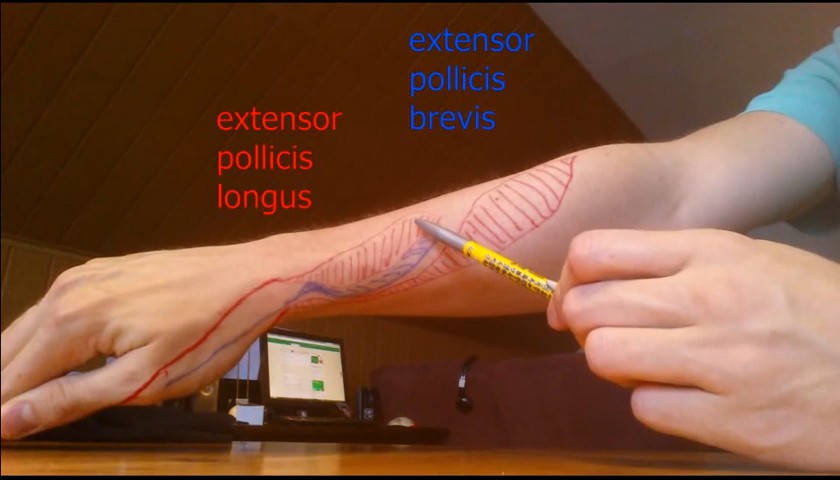 extensor
pollicis
longus
extensor
pollicis
brevis